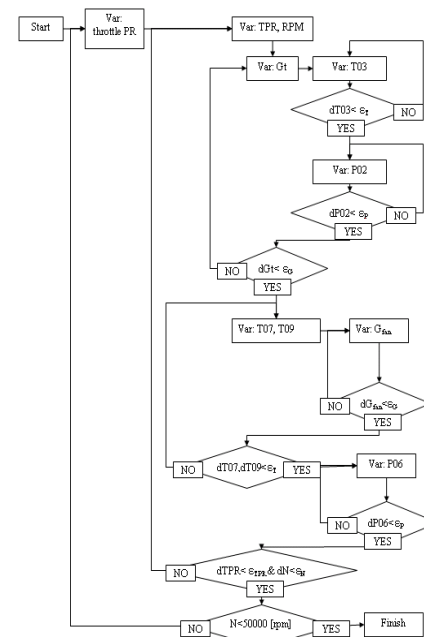 Start
Var:
throttle PR
Var: TPR, RPM
Var: Gt
Var: T03
dT03< εT
NO
YES
Var: P02
dP02< εP
NO
YES
dGt< εG
NO
YES
Var: T07, T09
Var: Gfan
dGfan<εG
NO
YES
dT07,dT09<εT
NO
YES
Var: P06
dP06<εP
NO
YES
dTPR< εTPR& dN<εN
NO
YES
N<50000 [rpm]
NO
YES
Finish